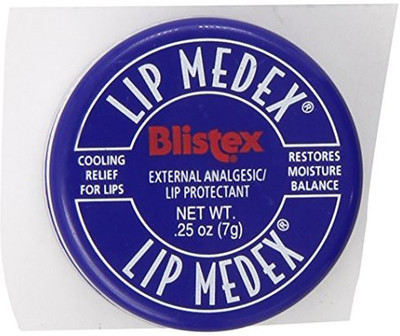 LIP MEDEX®
Blistex
COOLING
RELIEF
FOR LIPS
EXTERNAL ANALGESIC/
LIP PROTECTANT
RESTORES
MOISTURE
BALANCE
NET WT.
.25 oz (7g)
LIP MEDEX®